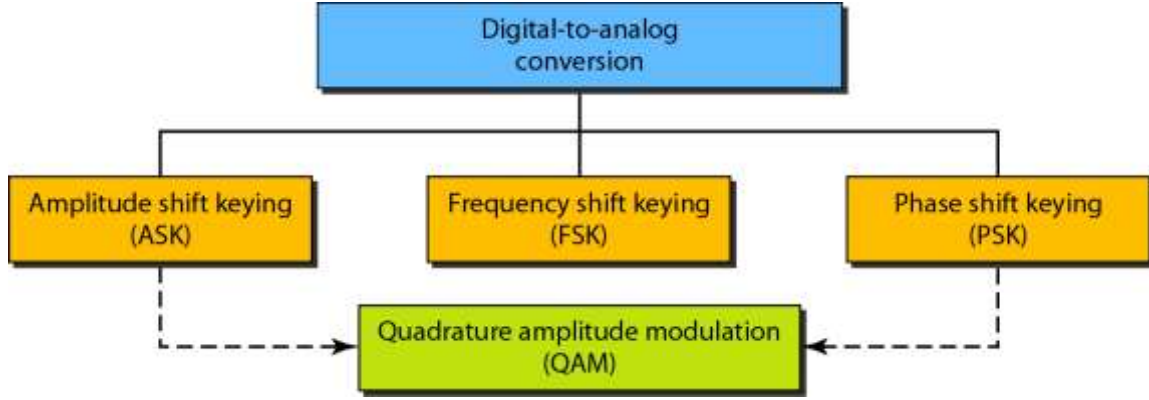 Digital-to-analog
conversion
Amplitude shift keying
(ASK)
Frequency shift keying
(FSK)
Phase shift keying
(PSK)
Quadrature amplitude modulation
(QAM)